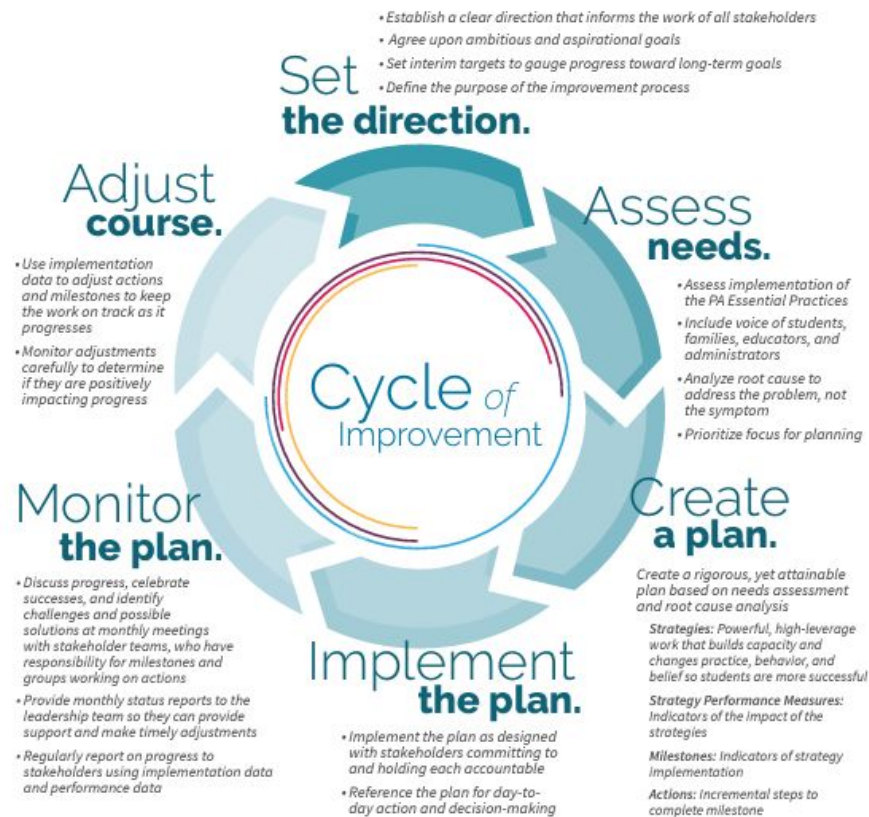 Set
the direction.
• Establish a clear direction that informs the work of all stakeholders
• Agree upon ambitious and aspirational goals
• Set interim targets to gauge progress toward long-term goals
• Define the purpose of the improvement process
Assess
needs.
• Assess implementation of
the PA Essential Practices
• Include voice of students,
families, educators, and
administrators
• Analyze root cause to
address the problem, not
the symptom
• Prioritize focus for planning
Create
a plan.
Create a rigorous, yet attainable
plan based on needs assessment
and root cause analysis
Strategies: Powerful, high-leverage
work that builds capacity and
changes practice, behavior, and
belief so students are more successful
Strategy Performance Measures:
Indicators of the impact of the
strategies
Milestones: Indicators of strategy
implementation
Actions: Incremental steps to
complete milestone
Implement
the plan.
• Implement the plan as designed
with stakeholders committing to
and holding each accountable
• Reference the plan for day-to-
day action and decision-making
Monitor
the plan.
• Discuss progress, celebrate
successes, and identify
challenges and possible
solutions at monthly meetings
with stakeholder teams, who have
responsibility for milestones and
groups working on actions
• Provide monthly status reports to the
leadership team so they can provide
support and make timely adjustments
• Regularly report on progress to
stakeholders using implementation data
and performance data
Adjust
course.
• Use implementation
data to adjust actions
and milestones to keep
the work on track as it
progresses
• Monitor adjustments
carefully to determine
if they are positively
impacting progress
Cycle of
Improvement